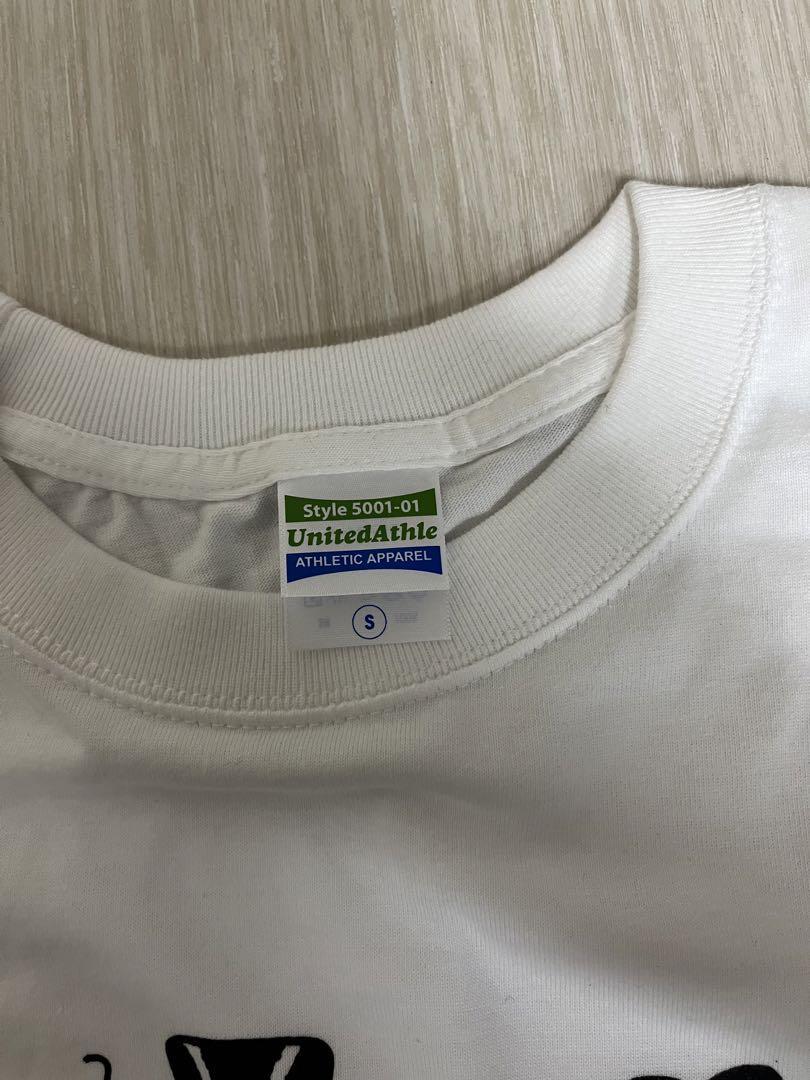 Style 5001-01
UnitedAthle
ATHLETIC APPAREL
S